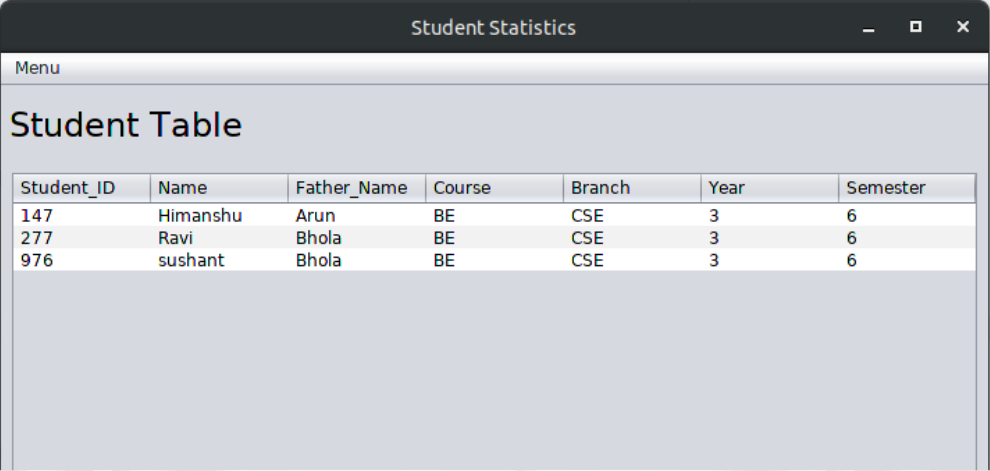 Student Statistics
Menu
Student Table
Student_ID Name Father_Name Course Branch Year Semester
147 Himanshu Arun BE CSE 3 6
277 Ravi Bhola BE CSE 3 6
976 sushant Bhola BE CSE 3 6